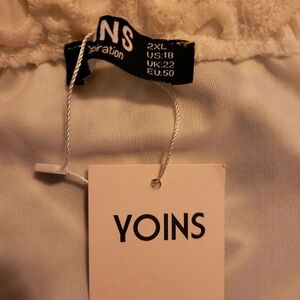 NS
piration
2XL
US:18
UK:22
EU:50
YOINS